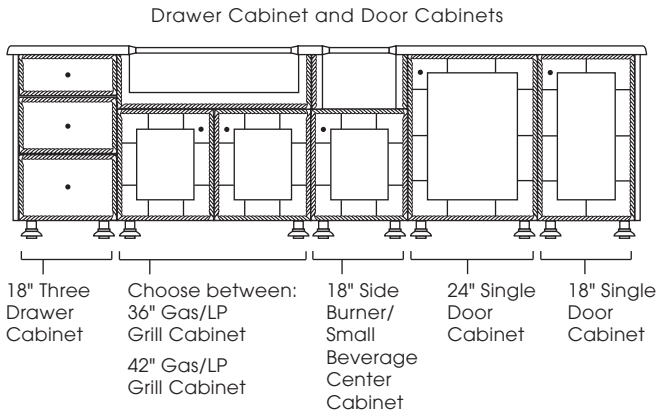 Drawer Cabinet and Door Cabinets
18" Three
Drawer
Cabinet
Choose between:
36" Gas/LP
Grill Cabinet
42" Gas/LP
Grill Cabinet
18" Side
Burner/
Small
Beverage
Center
Cabinet
24" Single
Door
Cabinet
18" Single
Door
Cabinet